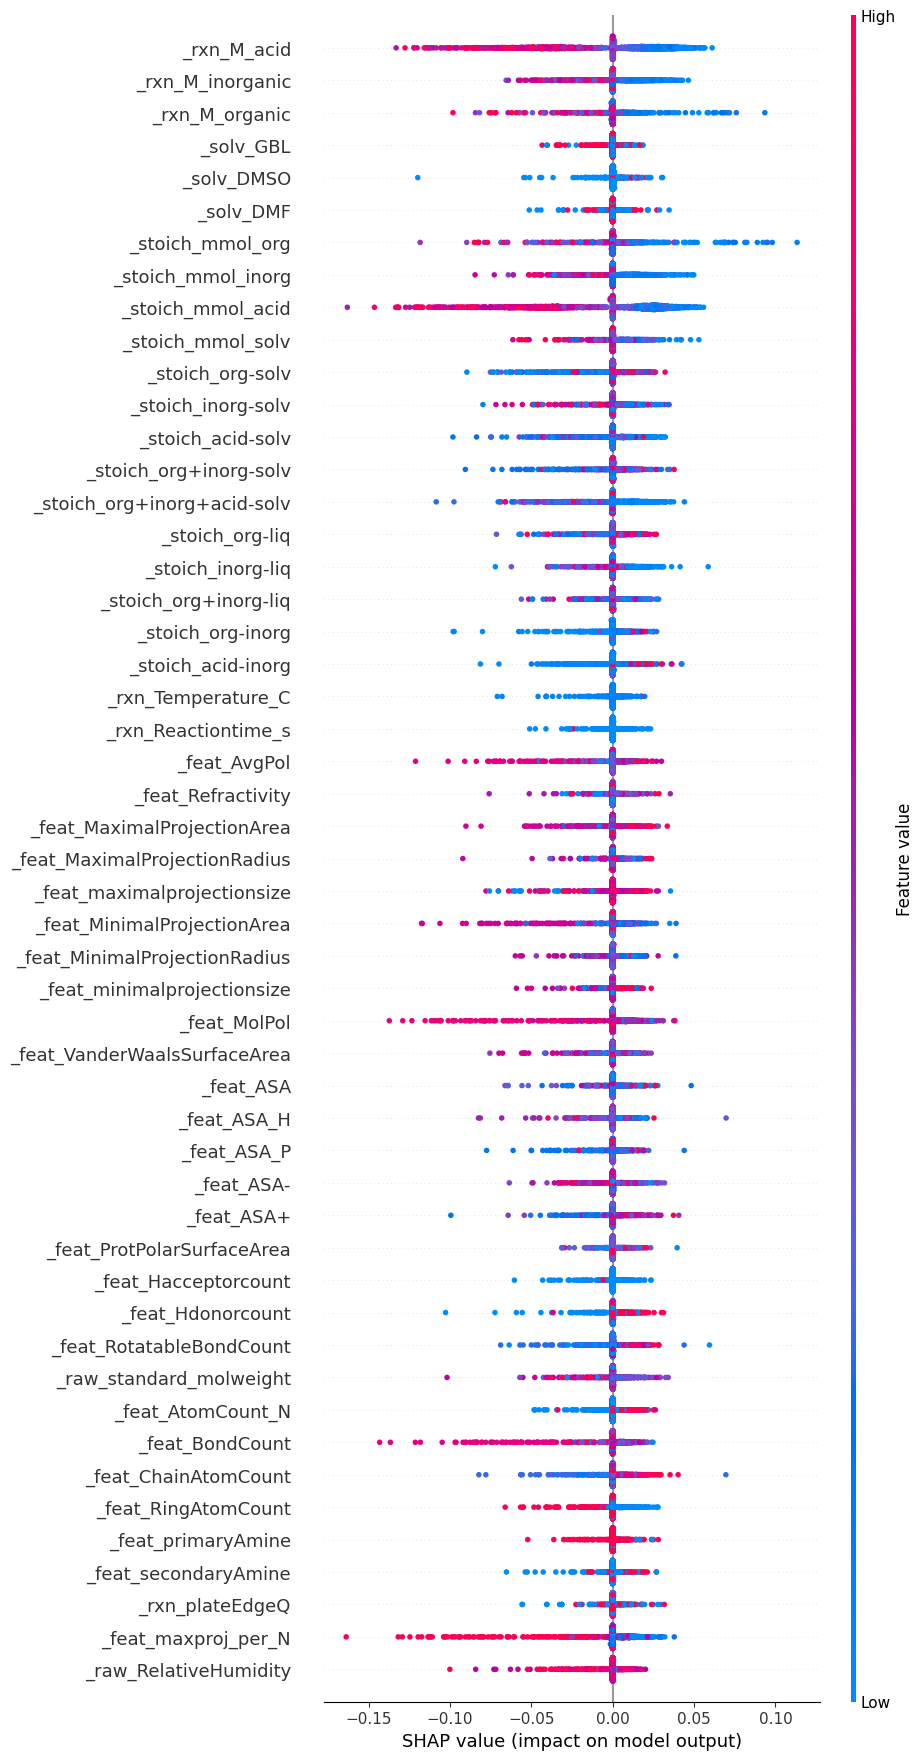 High
_rxn_M_acid
_rxn_M_inorganic
_rxn_M_organic
_solv_GBL
_solv_DMSO
_solv_DMF
_stoich_mmol_org
_stoich_mmol_inorg
_stoich_mmol_acid
_stoich_mmol_solv
_stoich_org-solv
_stoich_inorg-solv
_stoich_acid-solv
_stoich_org+inorg-solv
_stoich_org+inorg+acid-solv
_stoich_org-liq
_stoich_inorg-liq
_stoich_org+inorg-liq
_stoich_org-inorg
_stoich_acid-inorg
_rxn_Temperature_C
_rxn_Reactiontime_s
_feat_AvgPol
_feat_Refractivity
_feat_MaximalProjectionArea
_feat_MaximalProjectionRadius
_feat_maximalprojectionsize
_feat_MinimalProjectionArea
_feat_MinimalProjectionRadius
_feat_minimalprojectionsize
_feat_MolPol
_feat_VanderWaalsSurfaceArea
_feat_ASA
_feat_ASA_H
_feat_ASA_P
_feat_ASA-
_feat_ASA+
_feat_ProtPolarSurfaceArea
_feat_Hacceptorcount
_feat_Hdonorcount
_feat_RotatableBondCount
_raw_standard_molweight
_feat_AtomCount_N
_feat_BondCount
_feat_ChainAtomCount
_feat_RingAtomCount
_feat_primaryAmine
_feat_secondaryAmine
_rxn_plateEdgeQ
_feat_maxproj_per_N
_raw_RelativeHumidity
Feature value
Low
−0.15 −0.10 −0.05 0.00 0.05 0.10
SHAP value (impact on model output)